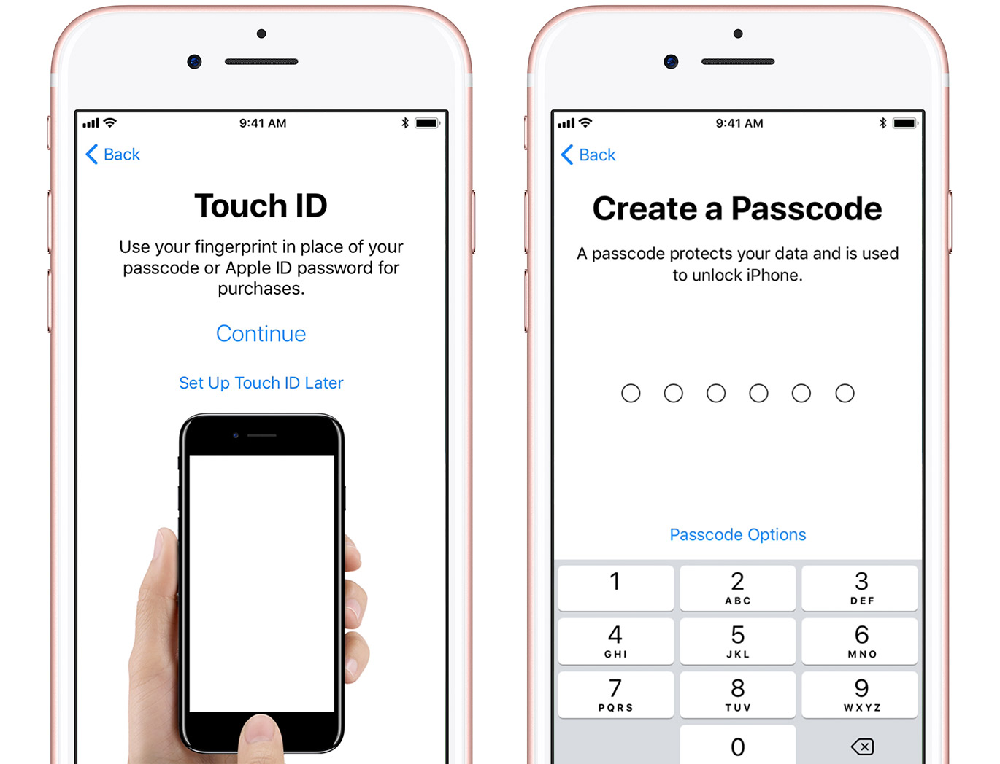 9:41 AM
Back
Touch ID
Use your fingerprint in place of your
passcode or Apple ID password for
purchases.
Continue
Set Up Touch ID Later
9:41 AM
Back
Create a Passcode
A passcode protects your data and is used
to unlock iPhone.
Passcode Options
1 2 3
ABC DEF
4 5 6
GHI JKL MNO
7 8 9
PQRS TUV WXYZ
0